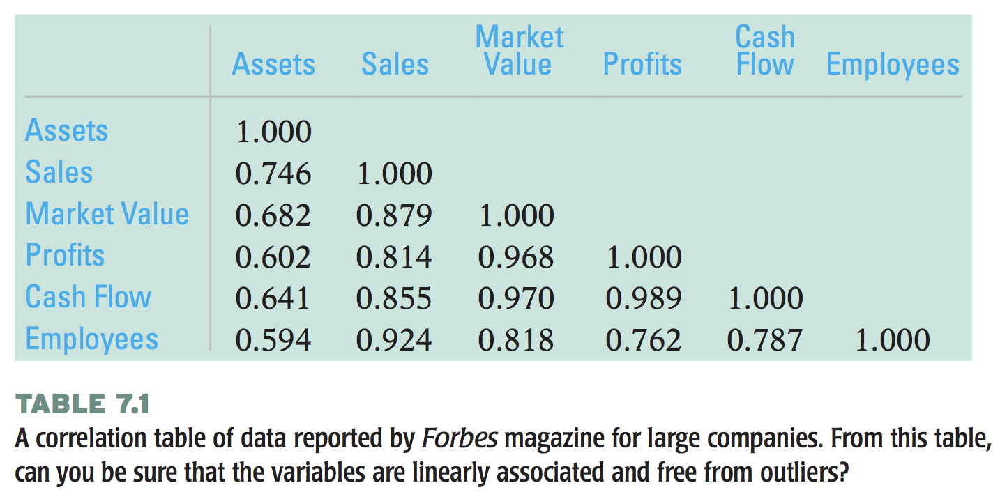 Assets Sales Market Value Profits Cash Flow Employees
Assets 1.000
Sales 0.746 1.000
Market Value 0.682 0.879 1.000
Profits 0.602 0.814 0.968 1.000
Cash Flow 0.641 0.855 0.970 0.989 1.000
Employees 0.594 0.924 0.818 0.762 0.787 1.000
TABLE 7.1
A correlation table of data reported by Forbes magazine for large companies. From this table,
can you be sure that the variables are linearly associated and free from outliers?